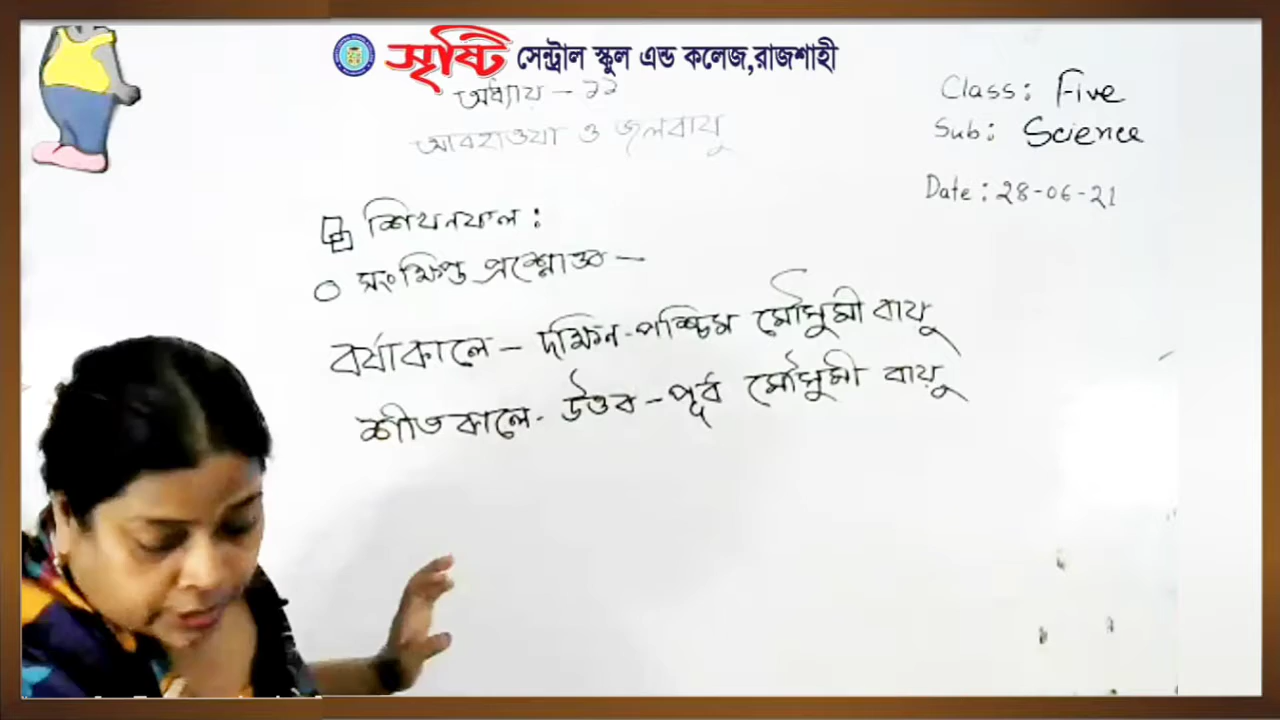 সৃষ্টি সেন্ট্রাল স্কুল এন্ড কলেজ,রাজশাহী
অধ্যায় - ১১
আবহাওয়া ও জলবায়ু
Class: Five
Sub: Science
Date: 28-06-21
শিখনফল:
সংক্ষিপ্ত প্রশ্নোত্তর -
বর্ষাকালে - দক্ষিন-পশ্চিম মৌসুমী বায়ু
শীতকালে - উত্তর - পূর্ব মৌসুমী বায়ু